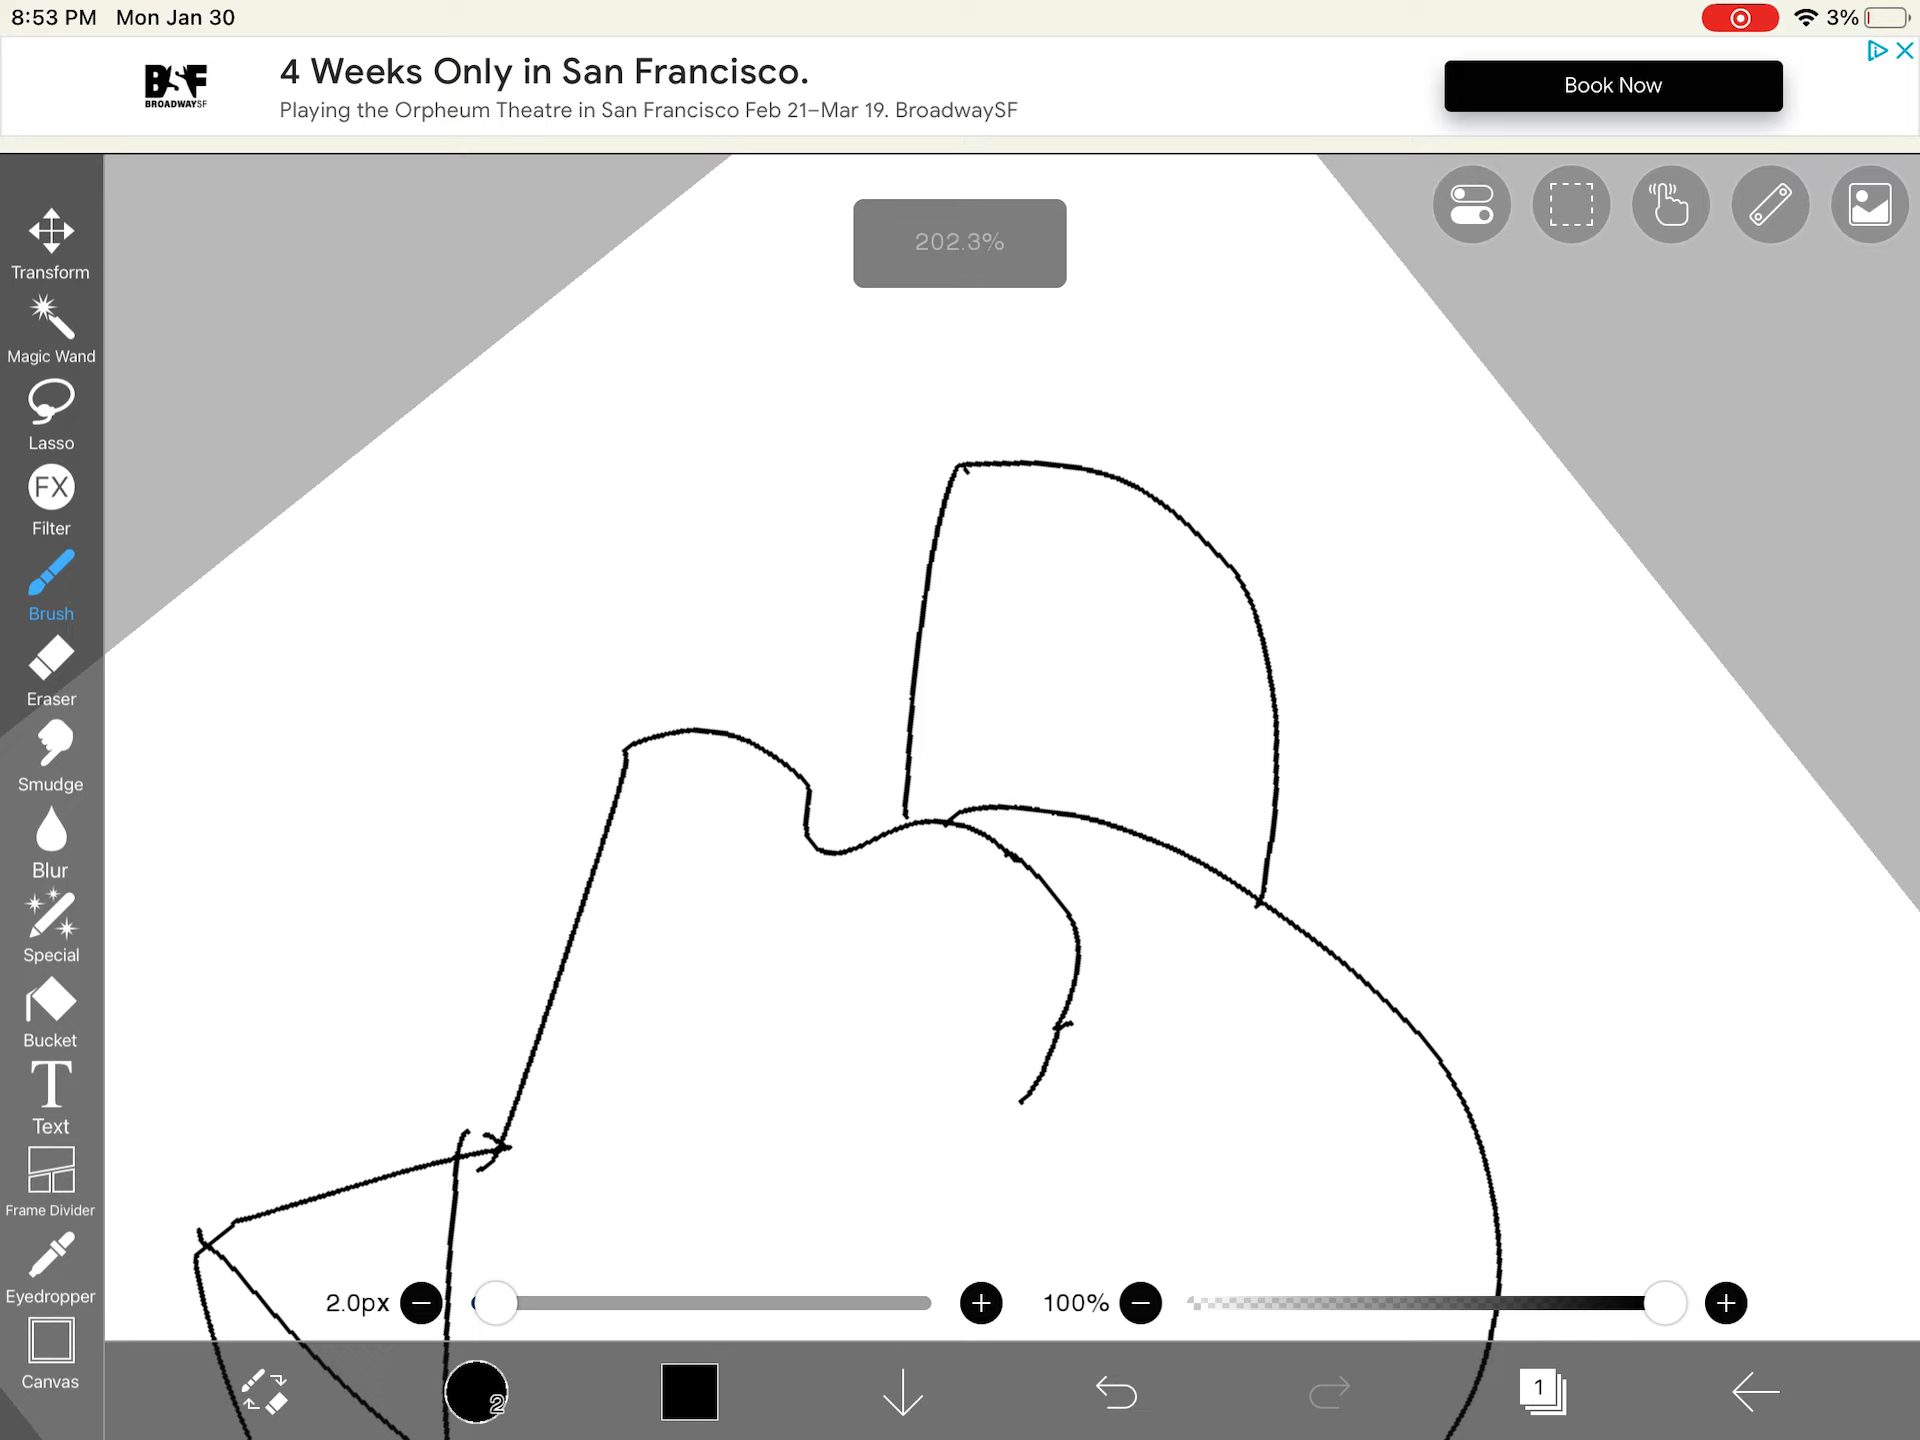 8:53 PM Mon Jan 30
3%
BSF
BROADWAYSF
4 Weeks Only in San Francisco.
Playing the Orpheum Theatre in San Francisco Feb 21–Mar 19. BroadwaySF
Book Now
202.3%
Transform
Magic Wand
Lasso
FX
Filter
Brush
Eraser
Smudge
Blur
Special
Bucket
T
Text
Frame Divider
Eyedropper
Canvas
2.0px
100%
2
1